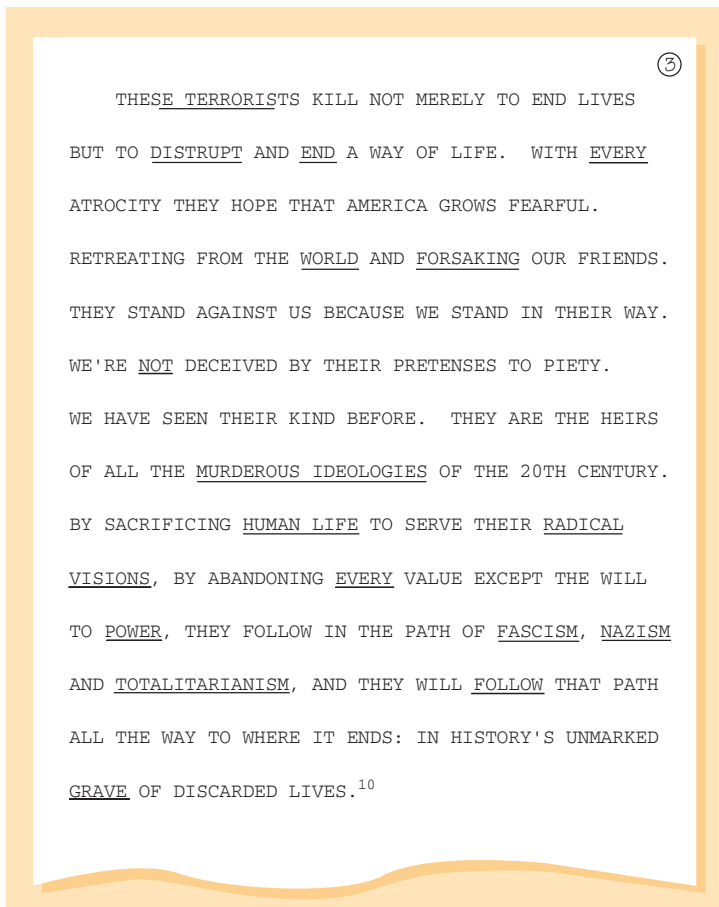 ③
THESE TERRORISTS KILL NOT MERELY TO END LIVES
BUT TO DISTRUPT AND END A WAY OF LIFE. WITH EVERY
ATROCITY THEY HOPE THAT AMERICA GROWS FEARFUL.
RETREATING FROM THE WORLD AND FORSAKING OUR FRIENDS.
THEY STAND AGAINST US BECAUSE WE STAND IN THEIR WAY.
WE'RE NOT DECEIVED BY THEIR PRETENSES TO PIETY.
WE HAVE SEEN THEIR KIND BEFORE. THEY ARE THE HEIRS
OF ALL THE MURDEROUS IDEOLOGIES OF THE 20TH CENTURY.
BY SACRIFICING HUMAN LIFE TO SERVE THEIR RADICAL
VISIONS, BY ABANDONING EVERY VALUE EXCEPT THE WILL
TO POWER, THEY FOLLOW IN THE PATH OF FASCISM, NAZISM
AND TOTALITARIANISM, AND THEY WILL FOLLOW THAT PATH
ALL THE WAY TO WHERE IT ENDS: IN HISTORY'S UNMARKED
GRAVE OF DISCARDED LIVES.10